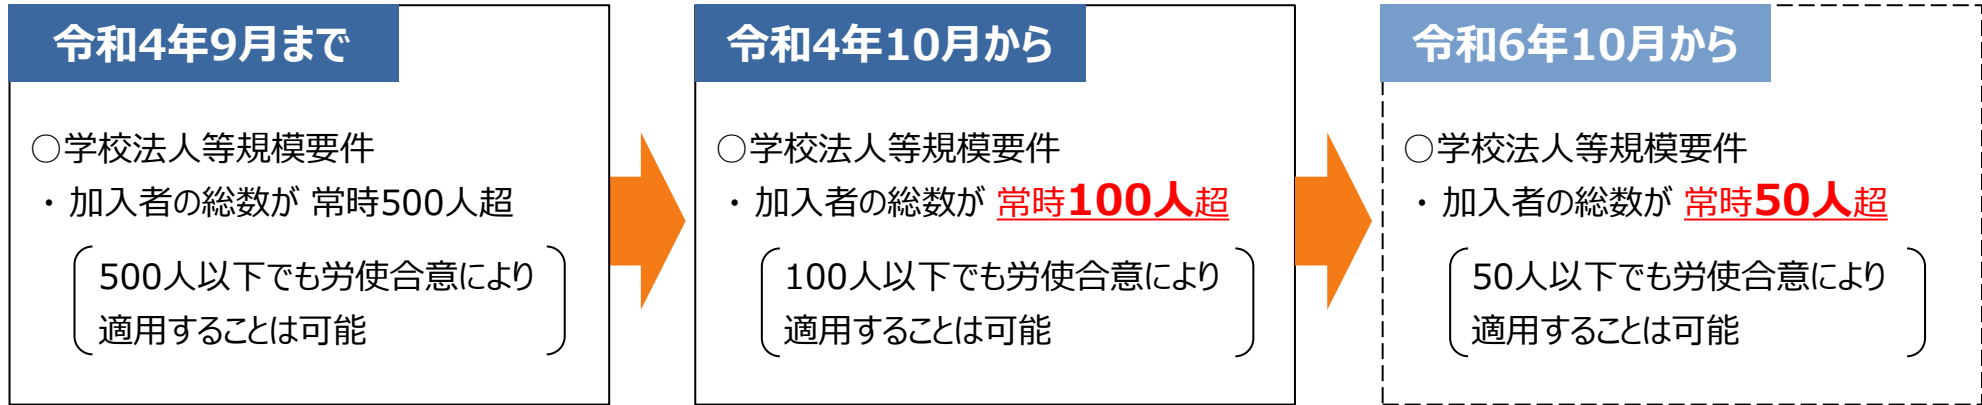 令和4年9月まで
○学校法人等規模要件
・ 加入者の総数が 常時500人超
500人以下でも労使合意により
適用することは可能
令和4年10月から
○学校法人等規模要件
・ 加入者の総数が 常時100人超
100人以下でも労使合意により
適用することは可能
令和6年10月から
○学校法人等規模要件
・ 加入者の総数が 常時50人超
50人以下でも労使合意により
適用することは可能